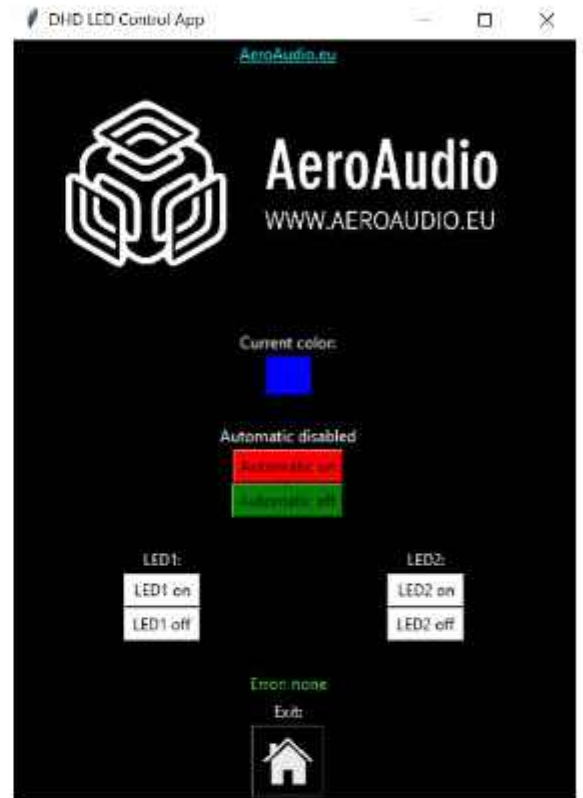 DHD LED Control App
AeroAudio.eu
AeroAudio
WWW.AEROAUDIO.EU
Current color:
Automatic disabled
Automatic on
Automatic off
LED1: LED2:
LED1 on LED2 on
LED1 off LED2 off
Error: none
Exit: